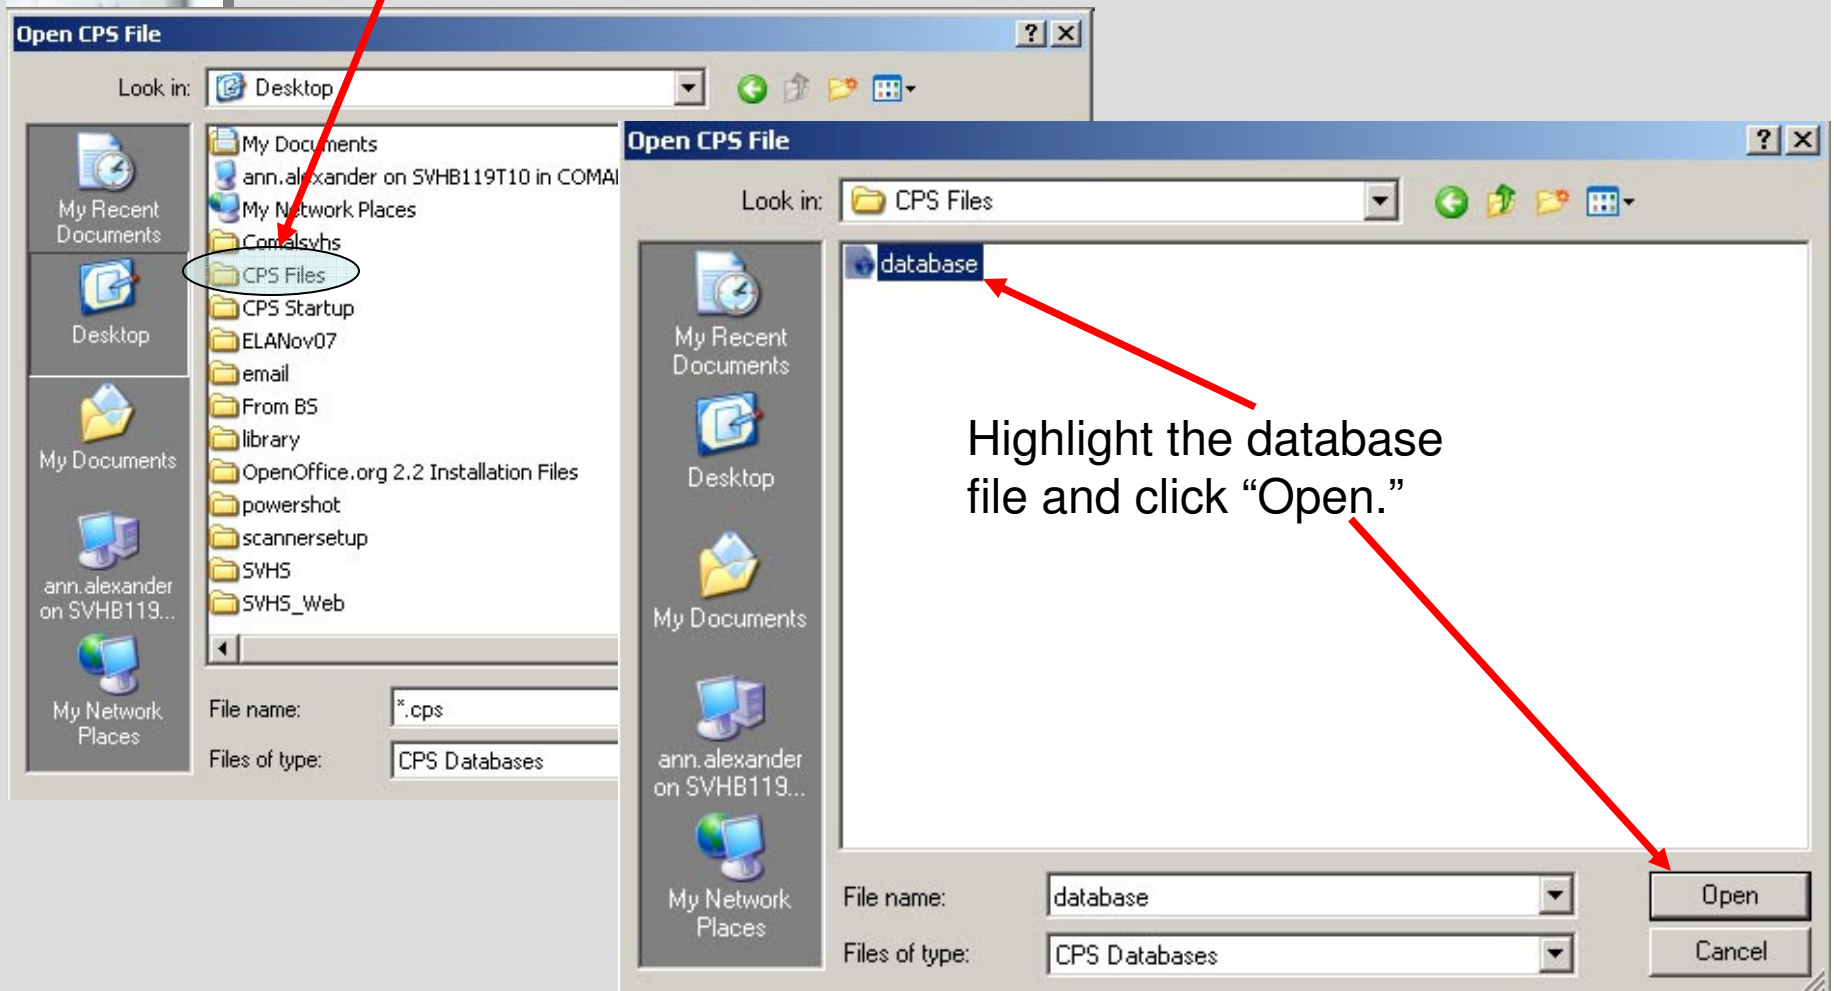 Open CPS File
Look in: Desktop
My Recent
Documents
Desktop
My Documents
ann.alexander
on SVHB119...
My Network
Places
My Documents
ann.alexander on SVHB119T10 in COMAL
My Network Places
Comalsvhs
CPS Files
CPS Startup
ELANov07
email
From BS
library
OpenOffice.org 2.2 Installation Files
powershot
scannersetup
SVHS
SVHS_Web
File name: *.cps
Files of type: CPS Databases
Open CPS File
Look in: CPS Files
My Recent
Documents
Desktop
My Documents
ann.alexander
on SVHB119...
My Network
Places
database
Highlight the database
file and click “Open.”
File name: database
Open
Files of type: CPS Databases
Cancel